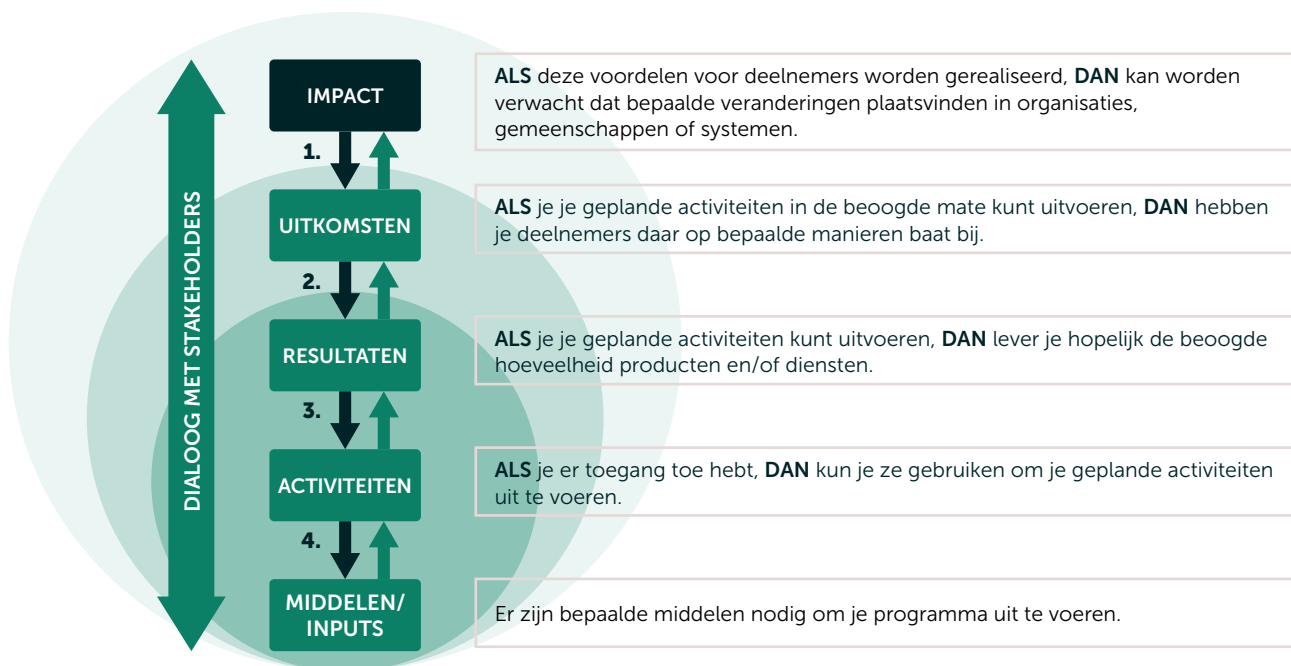 DIALOOG MET STAKEHOLDERS
IMPACT
ALS deze voordelen voor deelnemers worden gerealiseerd, DAN kan worden
verwacht dat bepaalde veranderingen plaatsvinden in organisaties,
gemeenschappen of systemen.
1.
UITKOMSTEN
ALS je je geplande activiteiten in de beoogde mate kunt uitvoeren, DAN hebben
je deelnemers daar op bepaalde manieren baat bij.
2.
RESULTATEN
ALS je je geplande activiteiten kunt uitvoeren, DAN lever je hopelijk de beoogde
hoeveelheid producten en/of diensten.
3.
ACTIVITEITEN
ALS je er toegang toe hebt, DAN kun je ze gebruiken om je geplande activiteiten
uit te voeren.
4.
MIDDELEN/
INPUTS
Er zijn bepaalde middelen nodig om je programma uit te voeren.